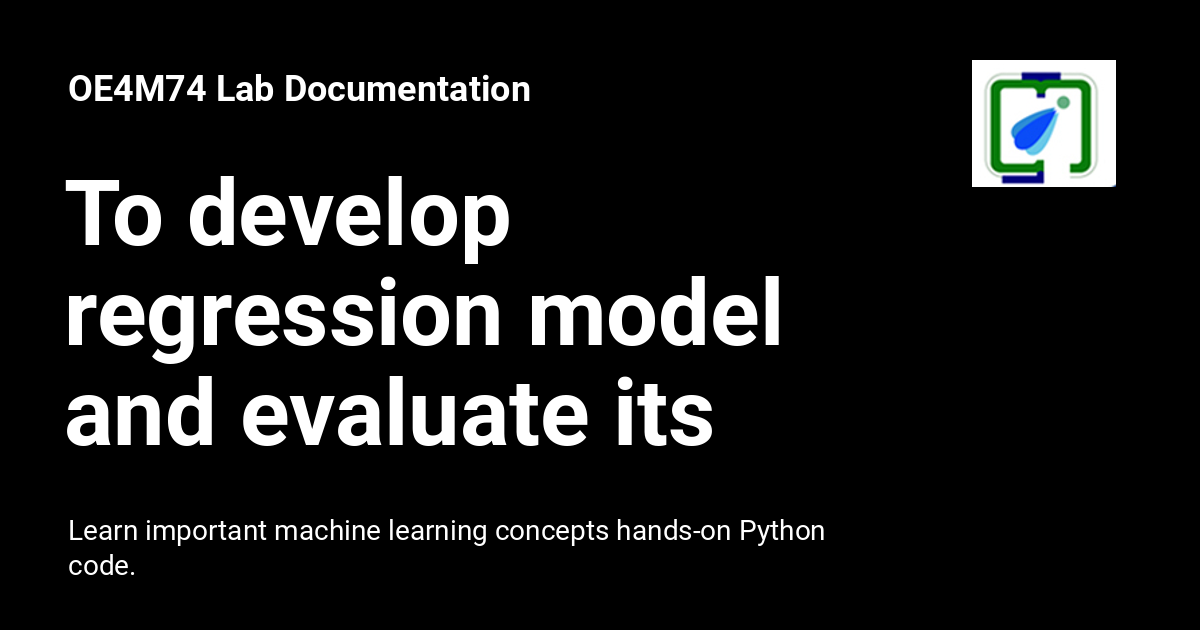 OE4M74 Lab Documentation
To develop
regression model
and evaluate its
Learn important machine learning concepts hands-on Python
code.